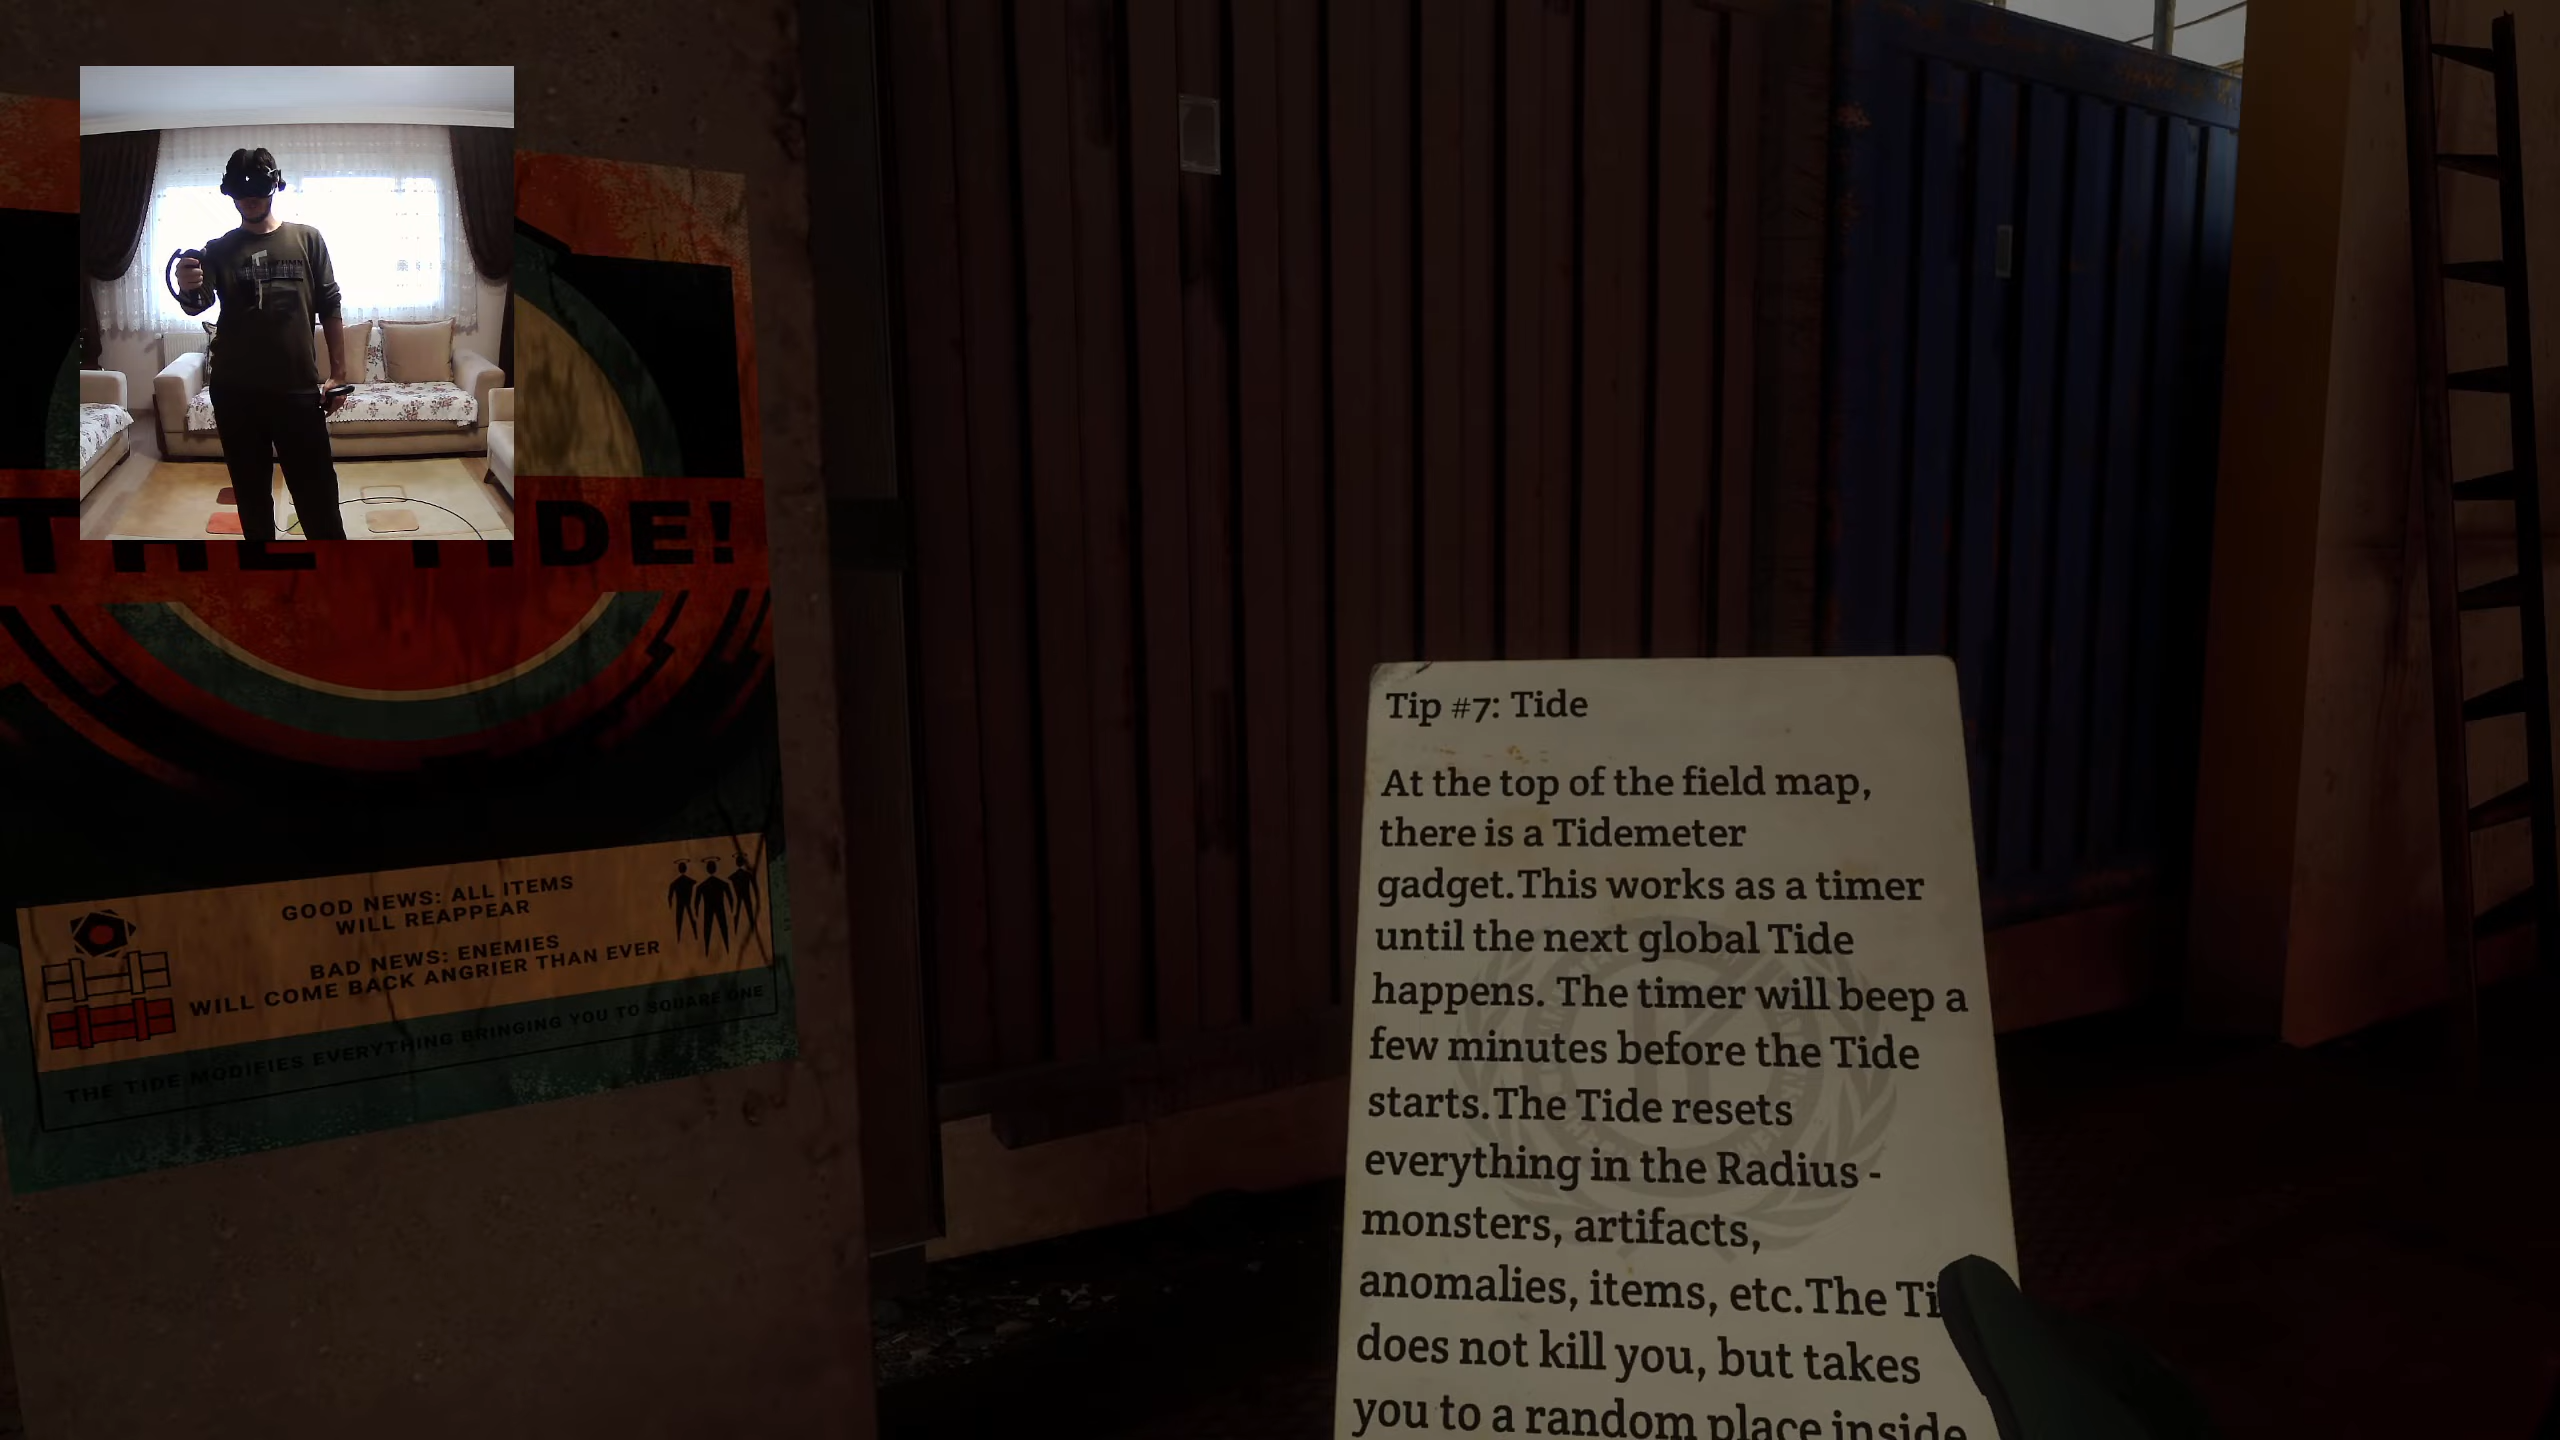 THE TIDE!
GOOD NEWS: ALL ITEMS
WILL REAPPEAR
BAD NEWS: ENEMIES
WILL COME BACK ANGRIER THAN EVER
THE TIDE MODIFIES EVERYTHING BRINGING YOU TO SQUARE ONE
Tip #7: Tide
At the top of the field map,
there is a Tidemeter
gadget.This works as a timer
until the next global Tide
happens. The timer will beep a
few minutes before the Tide
starts.The Tide resets
everything in the Radius -
monsters, artifacts,
anomalies, items, etc.The Ti
does not kill you, but takes
you to a random place inside